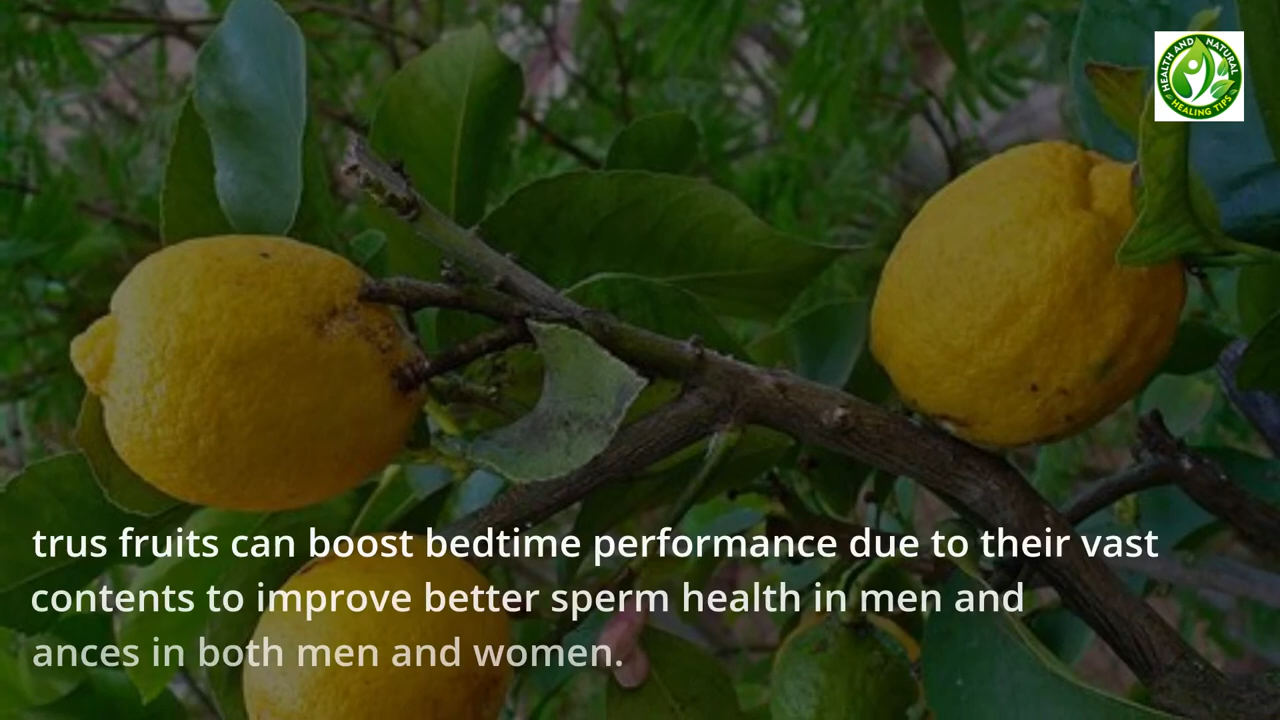 HEALTH AND NATURAL
HEALING TIPS
trus fruits can boost bedtime performance due to their vast
contents to improve better sperm health in men and
ances in both men and women.